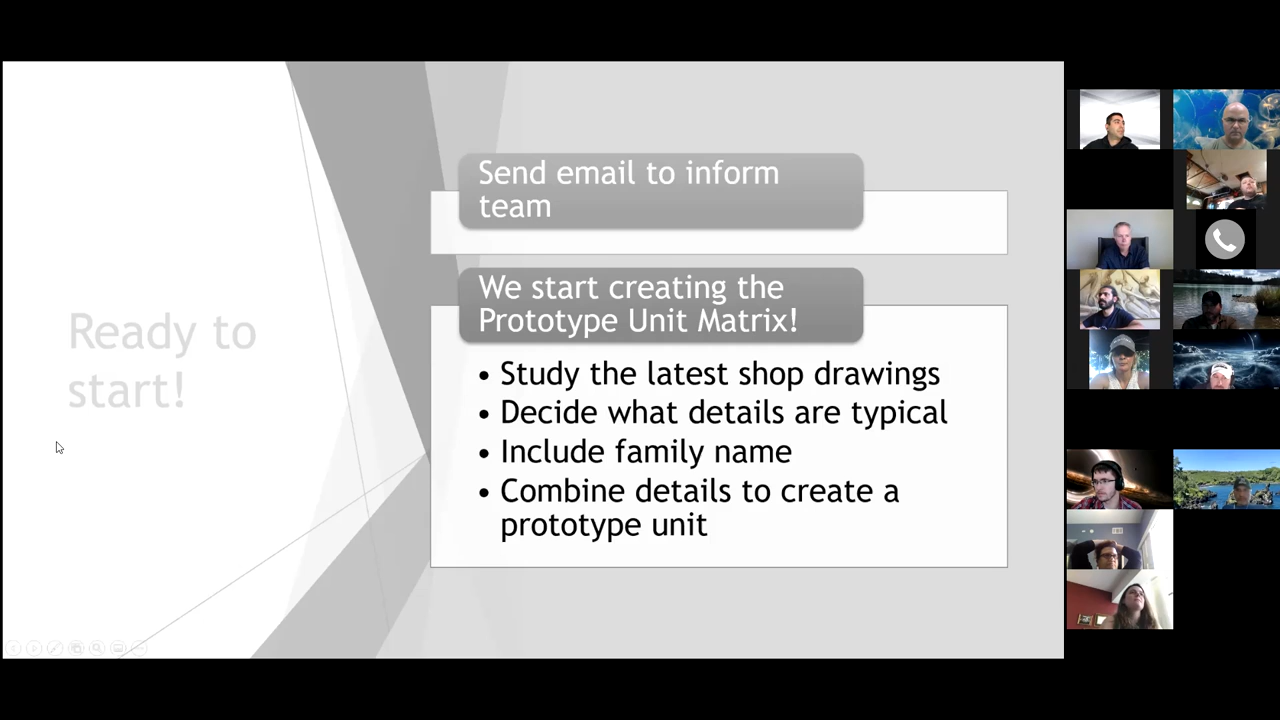 Ready to
start!
Send email to inform
team
We start creating the
Prototype Unit Matrix!
• Study the latest shop drawings
• Decide what details are typical
• Include family name
• Combine details to create a
prototype unit